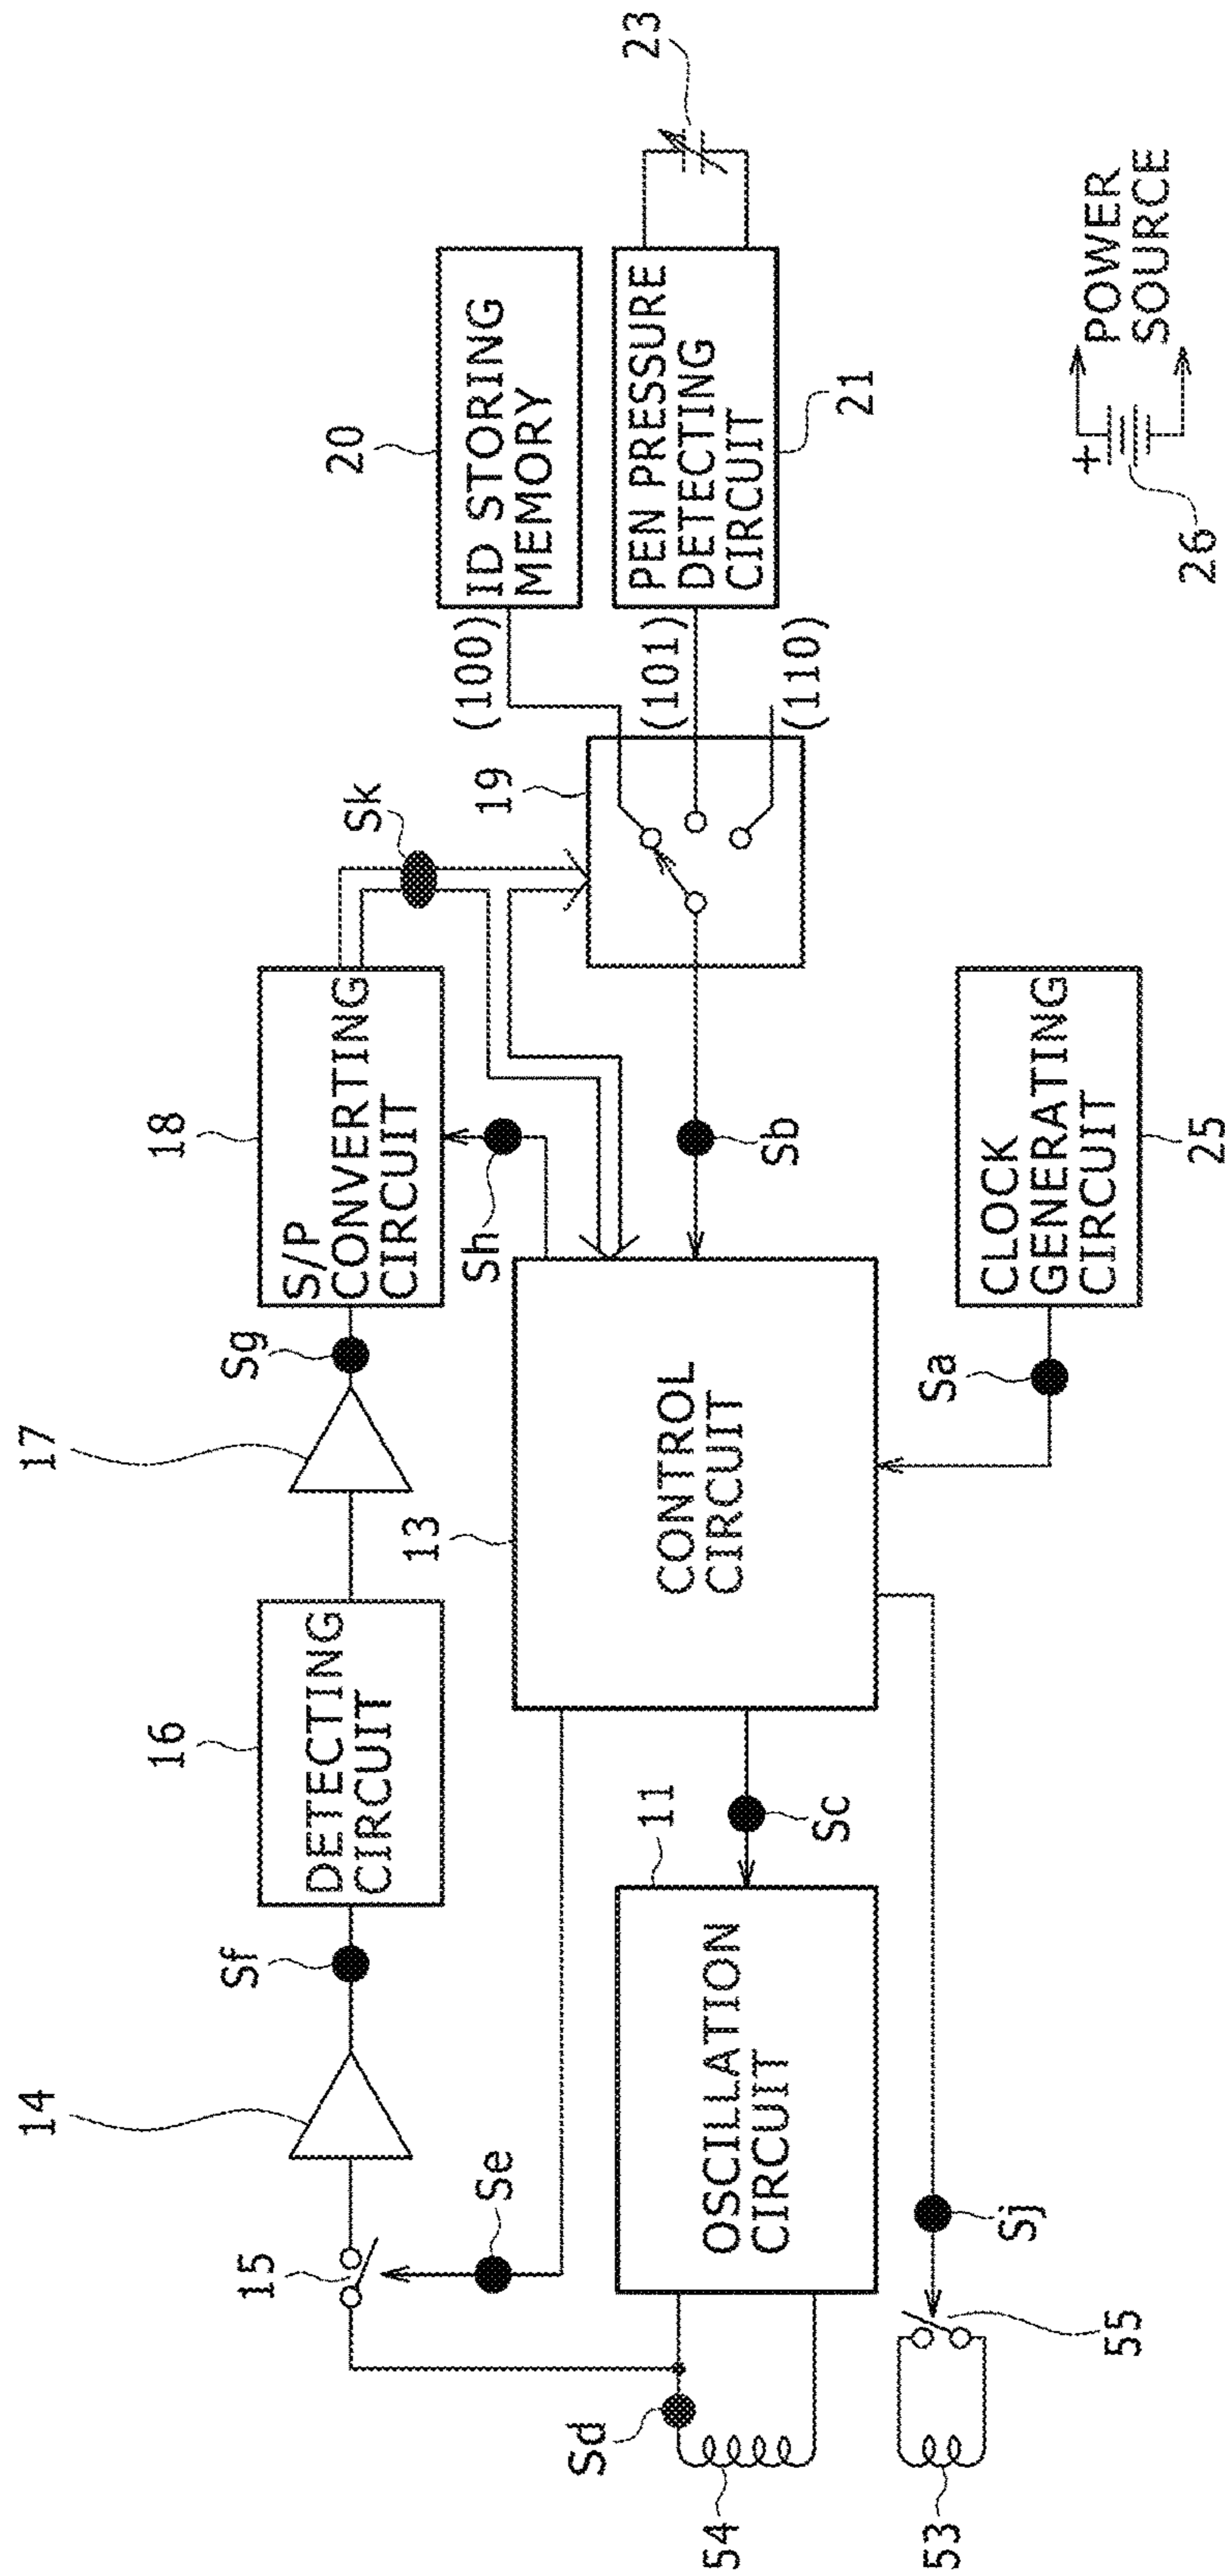 14
17
15
Sf
16
DETECTING
CIRCUIT
Sg
18
S/P
CONVERTING
CIRCUIT
Sk
20
ID STORING
MEMORY
23
Se
13
CONTROL
CIRCUIT
Sh
19
(100)
(101)
(110)
PEN PRESSURE
DETECTING
CIRCUIT
21
Sd
54
11
OSCILLATION
CIRCUIT
Sc
Sb
53
55
Sj
Sa
CLOCK
GENERATING
CIRCUIT
25
26
+
POWER
SOURCE